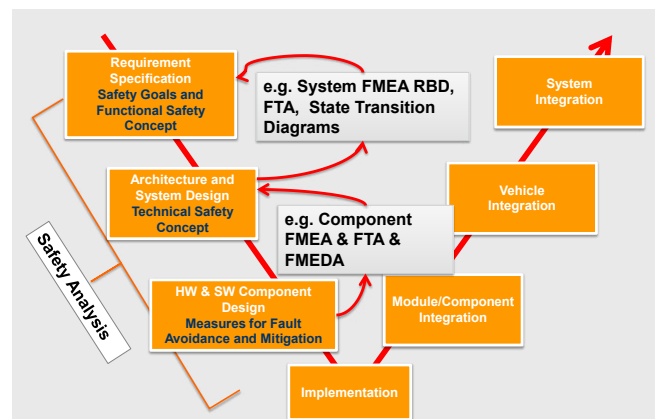 Requirement
Specification
Safety Goals and
Functional Safety
Concept
e.g. System FMEA RBD,
FTA, State Transition
Diagrams
System
Integration
Architecture and
System Design
Technical Safety
Concept
Vehicle
Integration
e.g. Component
FMEA & FTA &
FMEDA
Safety Analysis
HW & SW Component
Design
Measures for Fault
Avoidance and Mitigation
Module/Component
Integration
Implementation